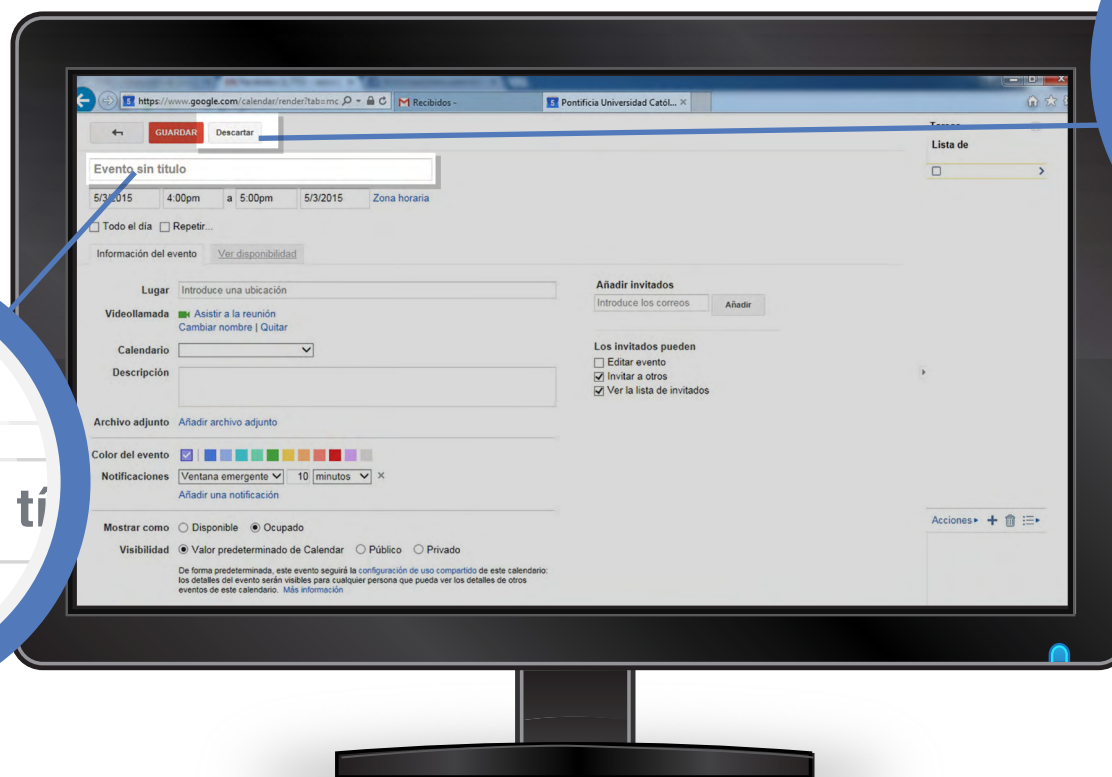 https://www.google.com/calendar/render?tab=mc
Recibidos -
Pontificia Universidad Catól...
GUARDAR
Descartar
Evento sin título
5/3/2015 4:00pm a 5:00pm 5/3/2015 Zona horaria
Todo el día Repetir...
Información del evento Ver disponibilidad
Lugar Introduce una ubicación
Videollamada Asistir a la reunión
Cambiar nombre | Quitar
Calendario
Descripción
Archivo adjunto Añadir archivo adjunto
Color del evento
Notificaciones Ventana emergente 10 minutos
Añadir una notificación
Mostrar como Disponible Ocupado
Visibilidad Valor predeterminado de Calendar Público Privado
De forma predeterminada, este evento seguirá la configuración de uso compartido de este calendario:
los detalles del evento serán visibles para cualquier persona que pueda ver los detalles de otros
eventos de este calendario. Más información
Añadir invitados
Introduce los correos Añadir
Los invitados pueden
Editar evento
Invitar a otros
Ver la lista de invitados
Lista de
Acciones
tí